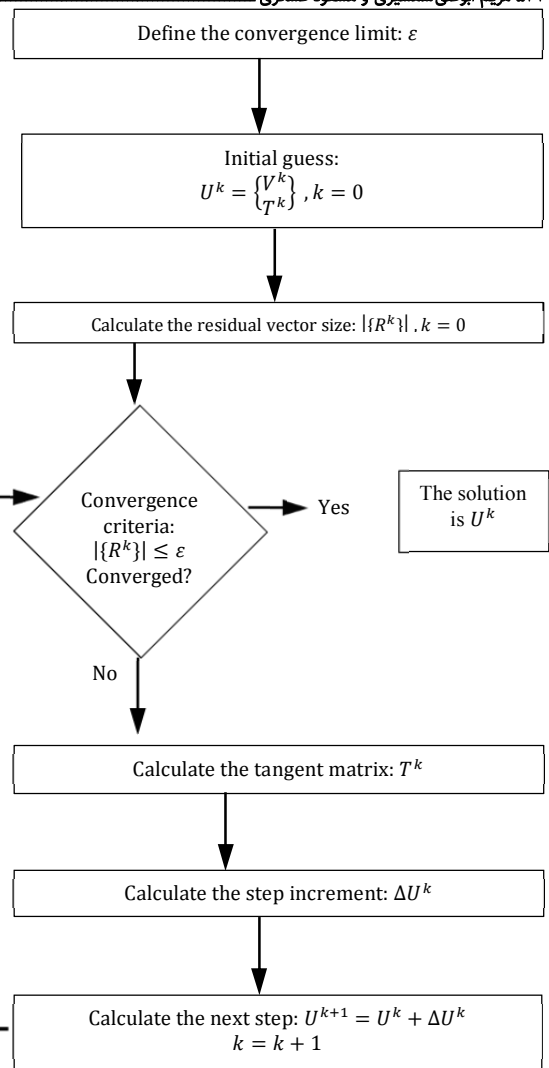 Define the convergence limit: ε
Initial guess:
U^k = {V^k T^k} , k = 0
Calculate the residual vector size: |{R^k}| . k = 0
Convergence
criteria:
|{R^k}| ≤ ε
Converged?
Yes
The solution
is U^k
No
Calculate the tangent matrix: T^k
Calculate the step increment: ΔU^k
Calculate the next step: U^{k+1} = U^k + ΔU^k
k = k + 1